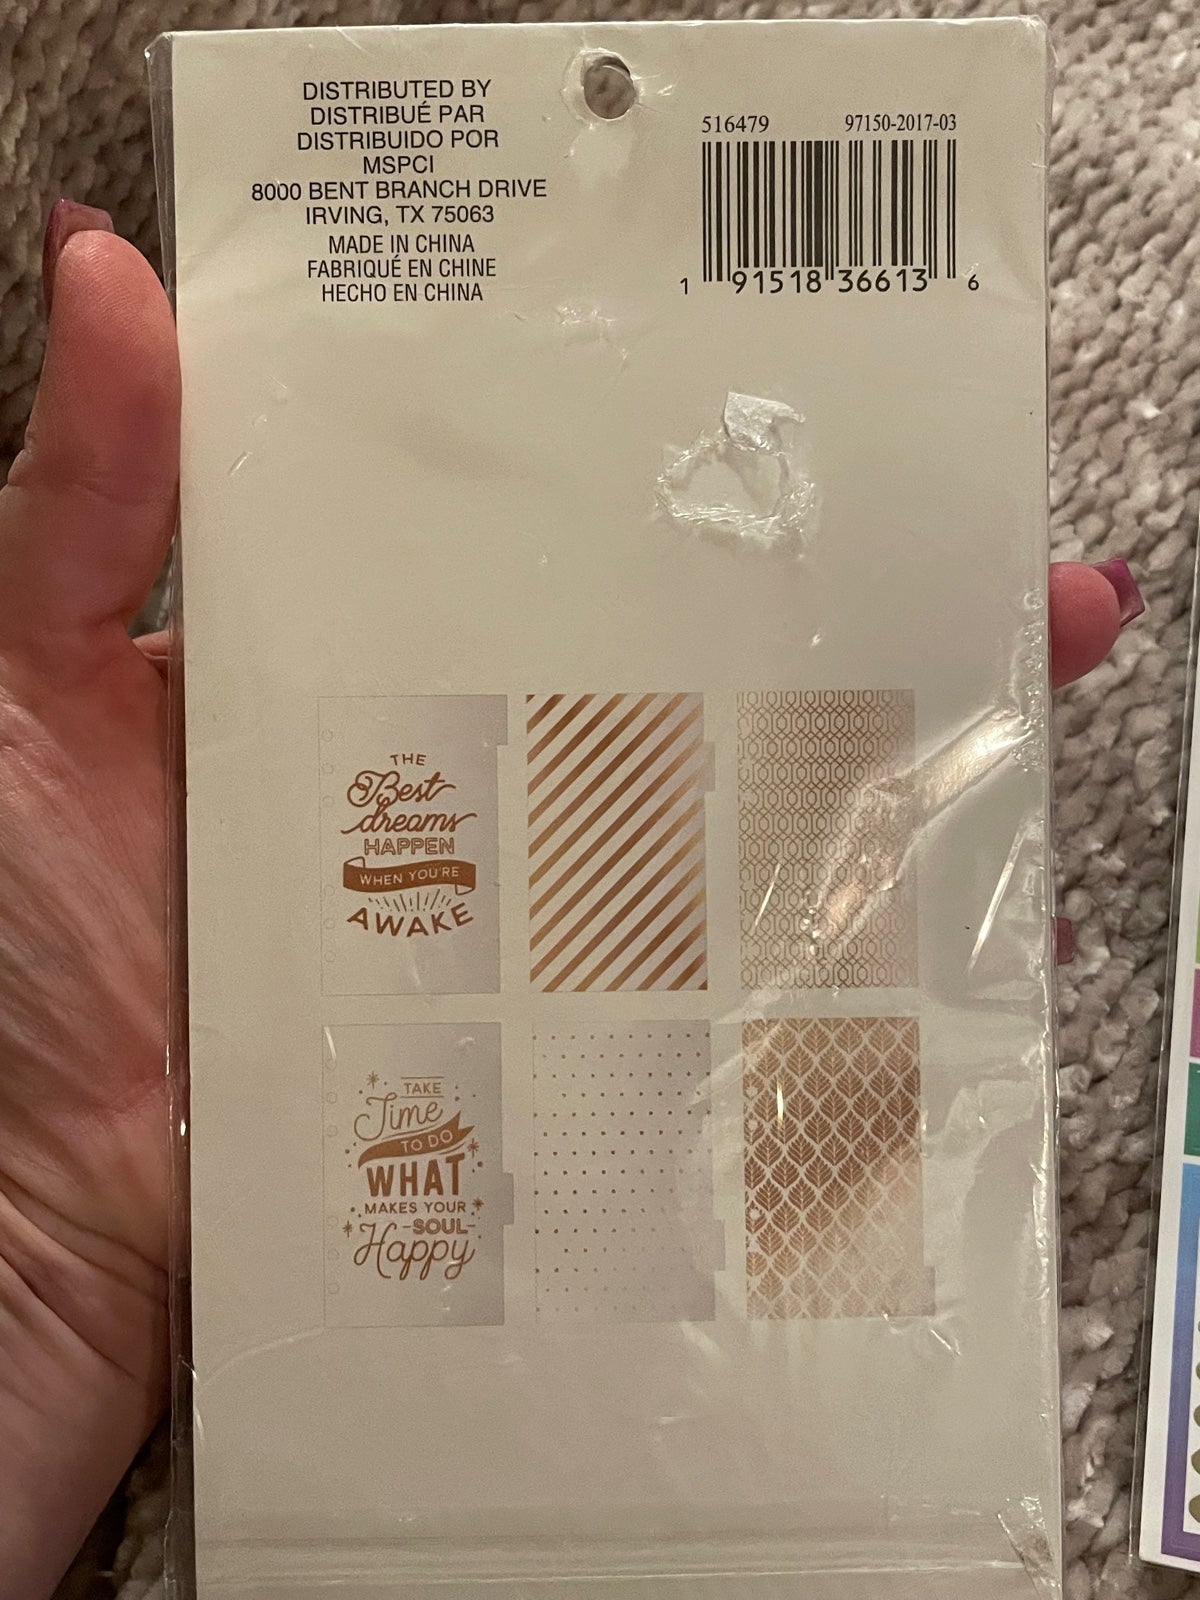 DISTRIBUTED BY
DISTRIBUÉ PAR
DISTRIBUIDO POR
MSPCI
8000 BENT BRANCH DRIVE
IRVING, TX 75063
MADE IN CHINA
FABRIQUÉ EN CHINE
HECHO EN CHINA
516479 97150-2017-03
1 91518 36613 6
THE
Best
dreams
HAPPEN
WHEN YOU'RE
AWAKE
TAKE
Time
TO DO
WHAT
MAKES YOUR
-SOUL-
Happy